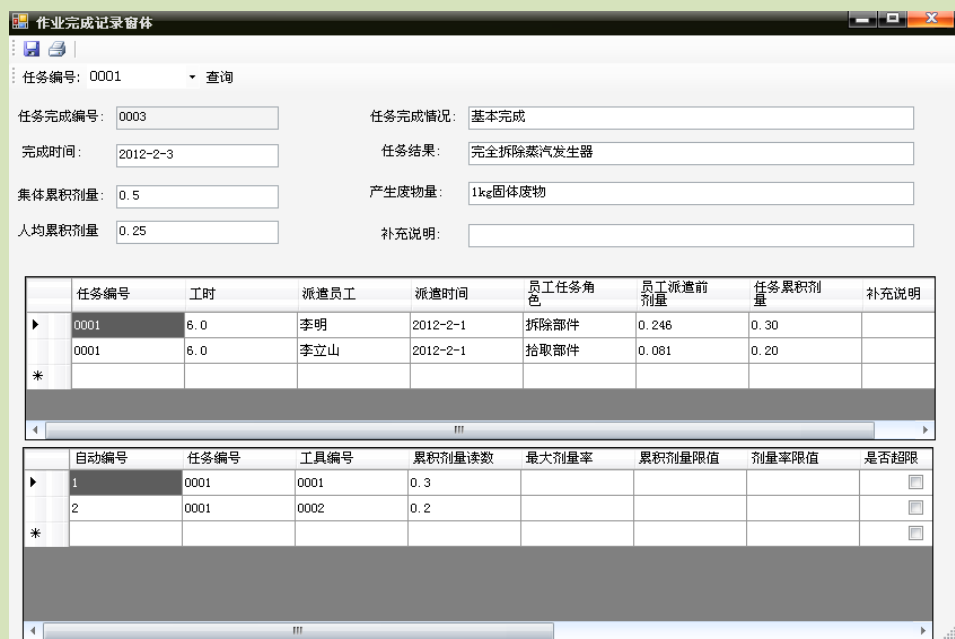 作业完成记录窗体
任务编号: 0001 查询
任务完成编号: 0003 任务完成情况: 基本完成
完成时间: 2012-2-3 任务结果: 完全拆除蒸汽发生器
集体累积剂量: 0.5 产生废物量: 1kg固体废物
人均累积剂量 0.25 补充说明:
任务编号 工时 派遣员工 派遣时间 员工任务角色 员工派遣前剂量 任务累积剂量 补充说明
0001 6.0 李明 2012-2-1 拆除部件 0.246 0.30
0001 6.0 李立山 2012-2-1 拾取部件 0.081 0.20
自动编号 任务编号 工具编号 累积剂量读数 最大剂量率 累积剂量限值 剂量率限值 是否超限
1 0001 0001 0.3
2 0001 0002 0.2